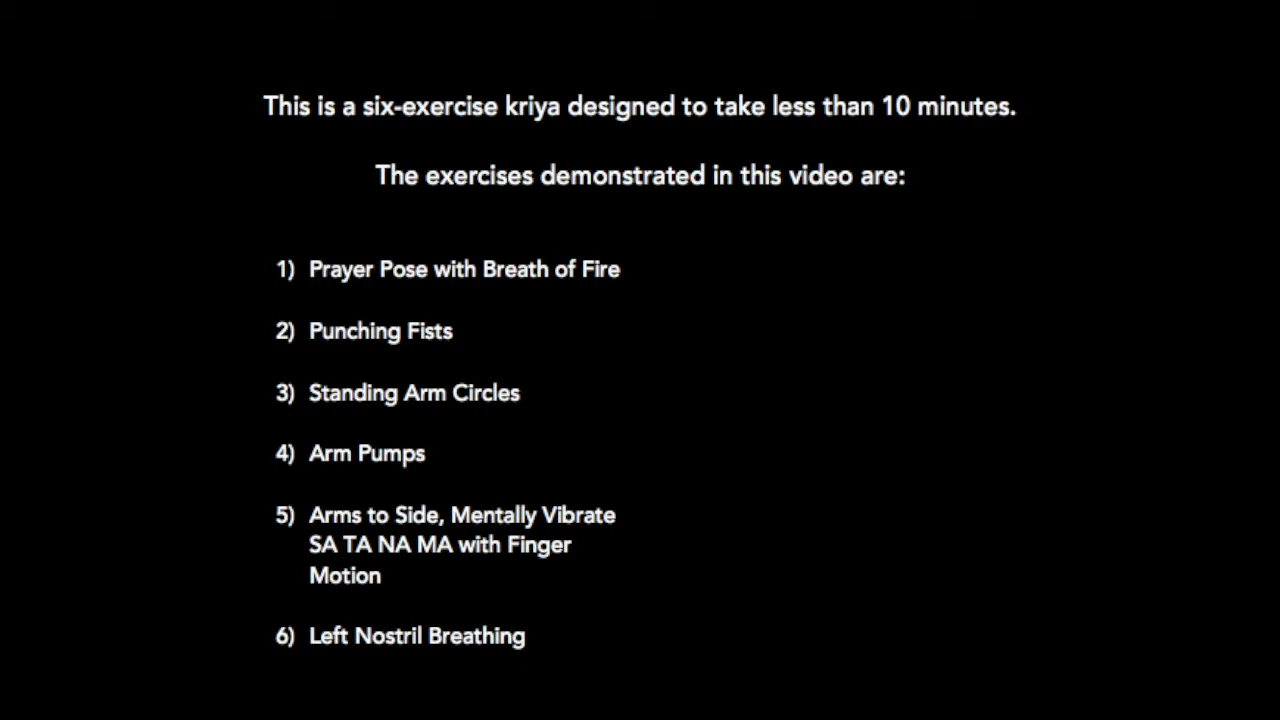 This is a six-exercise kriya designed to take less than 10 minutes.
The exercises demonstrated in this video are:
1) Prayer Pose with Breath of Fire
2) Punching Fists
3) Standing Arm Circles
4) Arm Pumps
5) Arms to Side, Mentally Vibrate
SA TA NA MA with Finger
Motion
6) Left Nostril Breathing